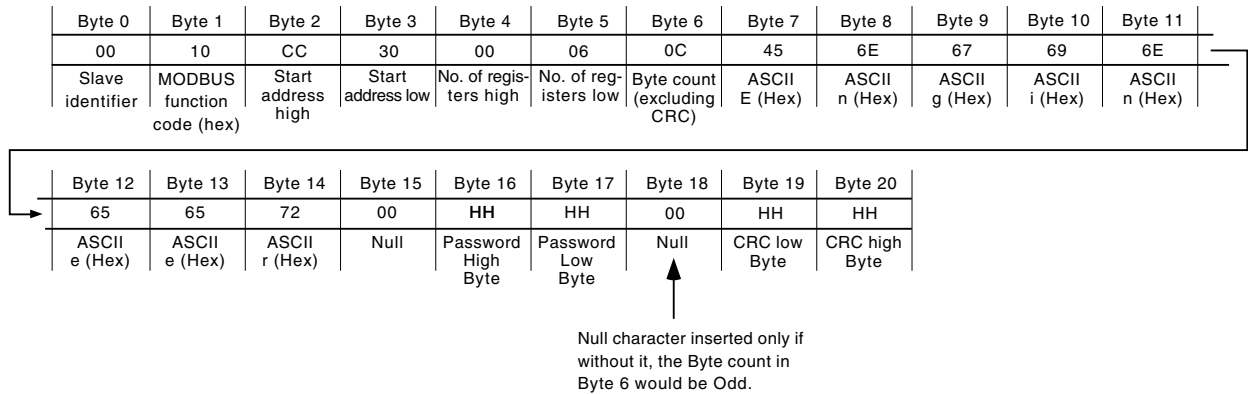 Byte 0 Byte 1 Byte 2 Byte 3 Byte 4 Byte 5 Byte 6 Byte 7 Byte 8 Byte 9 Byte 10 Byte 11
00 10 CC 30 00 06 0C 45 6E 67 69 6E
Slave MODBUS Start Start No. of regis- No. of reg- Byte count ASCII ASCII ASCII ASCII ASCII
identifier function address address low ters high isters low (excluding E (Hex) n (Hex) g (Hex) i (Hex) n (Hex)
code (hex) high CRC)
Byte 12 Byte 13 Byte 14 Byte 15 Byte 16 Byte 17 Byte 18 Byte 19 Byte 20
65 65 72 00 HH HH 00 HH HH
ASCII ASCII ASCII Null Password Password Null CRC low CRC high
e (Hex) e (Hex) r (Hex) High Low Byte Byte
Byte Byte
Null character inserted only if
without it, the Byte count in
Byte 6 would be Odd.